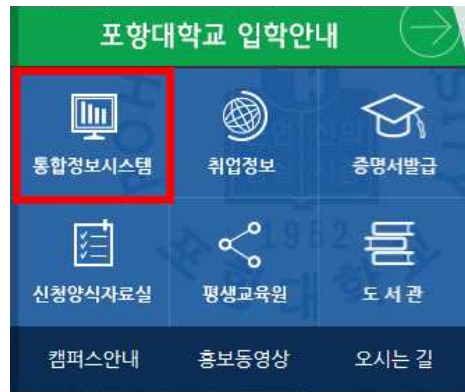 포항대학교 입학안내
통합정보시스템 취업정보 증명서발급
1952
신청양식자료실 평생교육원 도서관
캠퍼스안내 홍보동영상 오시는 길